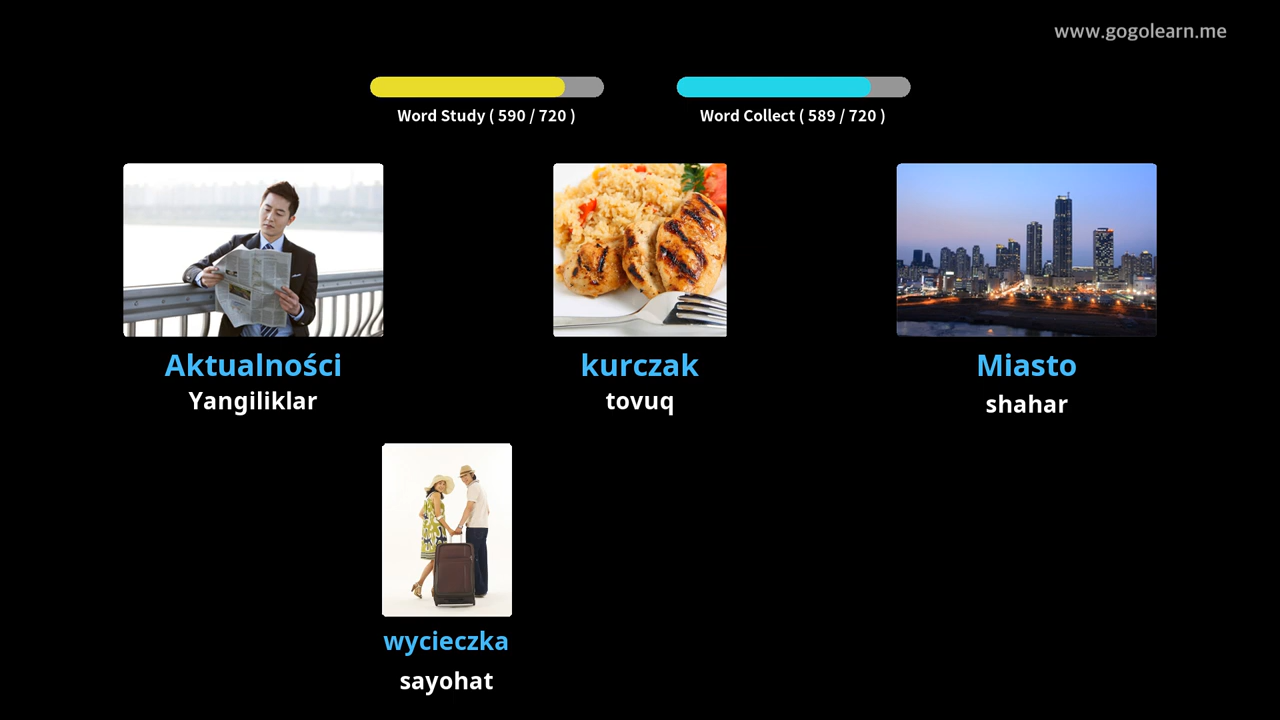 www.gogolearn.me
Word Study ( 590 / 720 )
Word Collect ( 589 / 720 )
Aktualności
Yangiliklar
kurczak
tovuq
Miasto
shahar
wycieczka
sayohat